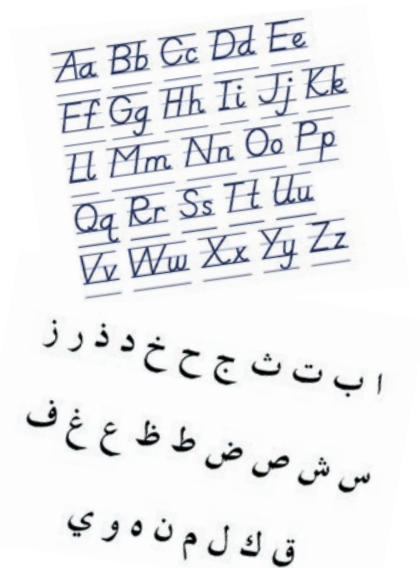 Aa Bb Cc Dd Ee
Ff Gg Hh Ii Jj Kk
Ll Mm Nn Oo Pp
Qq Rr Ss Tt Uu
Vv Ww Xx Yy Zz
ا ب ت ث ج ح خ د ذ ر ز
س ش ص ض ط ظ ع غ ف
ق ك ل م ن ه و ي